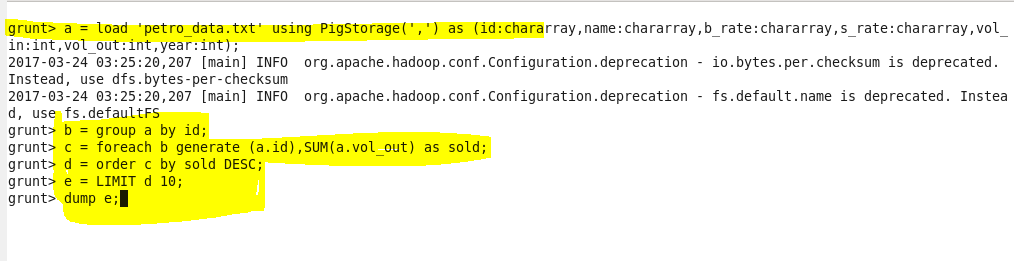 grunt> a = load 'petro_data.txt' using PigStorage(',') as (id:chararray,name:chararray,b_rate:chararray,s_rate:chararray,vol_
in:int,vol_out:int,year:int);
2017-03-24 03:25:20,207 [main] INFO  org.apache.hadoop.conf.Configuration.deprecation - io.bytes.per.checksum is deprecated.
Instead, use dfs.bytes-per-checksum
2017-03-24 03:25:20,207 [main] INFO  org.apache.hadoop.conf.Configuration.deprecation - fs.default.name is deprecated. Instea
d, use fs.defaultFS
grunt> b = group a by id;
grunt> c = foreach b generate (a.id),SUM(a.vol_out) as sold;
grunt> d = order c by sold DESC;
grunt> e = LIMIT d 10;
grunt> dump e;